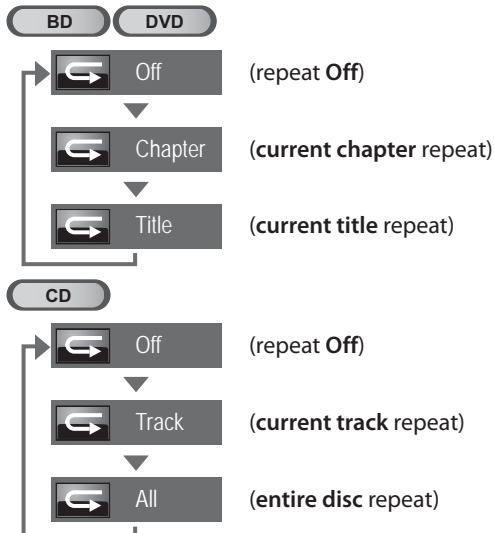 BD DVD
Off (repeat Off)
Chapter (current chapter repeat)
Title (current title repeat)
CD
Off (repeat Off)
Track (current track repeat)
All (entire disc repeat)